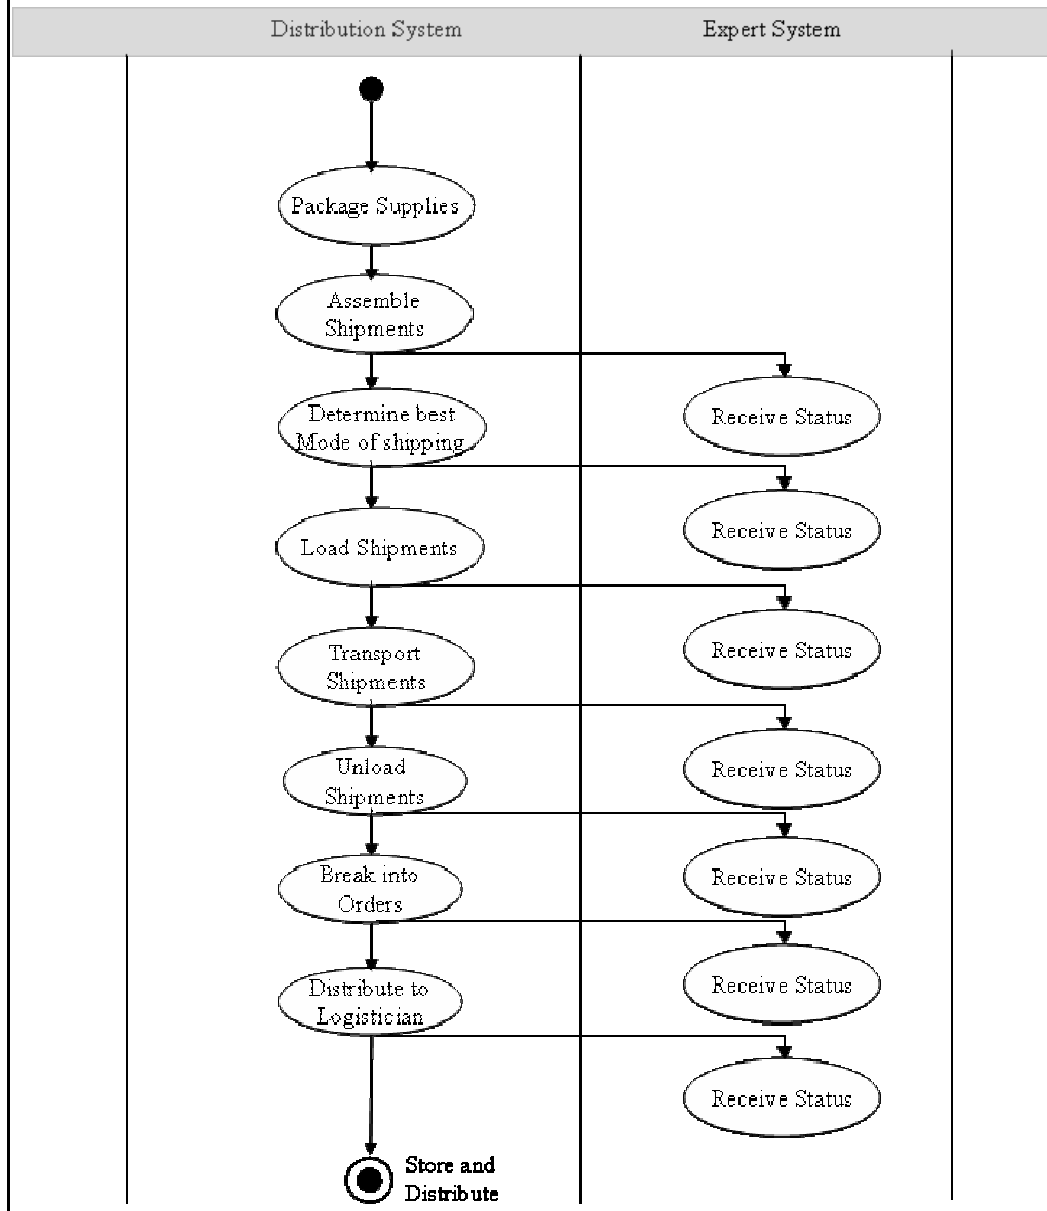 Distribution System
Expert System
Package Supplies
Assemble
Shipments
Determine best
Mode of shipping
Receive Status
Load Shipments
Receive Status
Transport
Shipments
Receive Status
Unload
Shipments
Receive Status
Break into
Orders
Receive Status
Distribute to
Logistician
Receive Status
Receive Status
Store and
Distribute